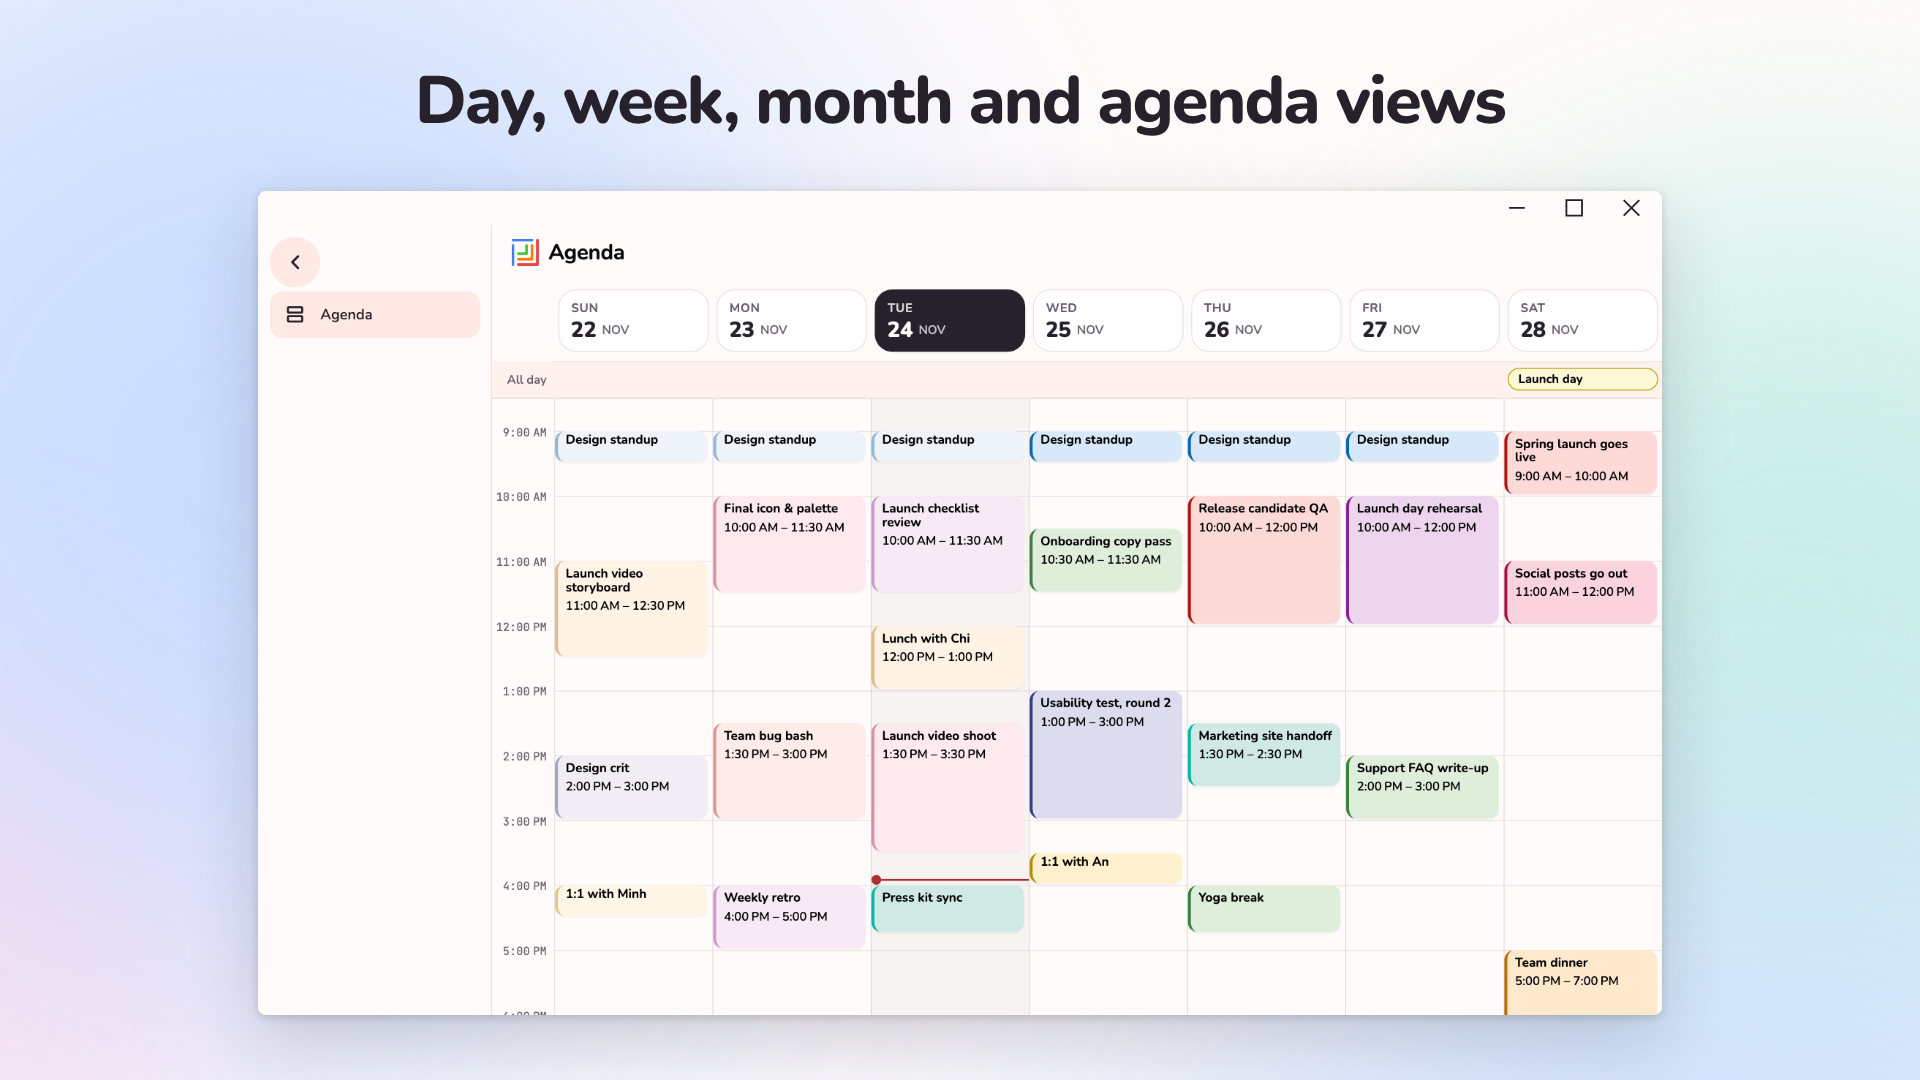 Day, week, month and agenda views
Agenda
Agenda
SUN
22 NOV
MON
23 NOV
TUE
24 NOV
WED
25 NOV
THU
26 NOV
FRI
27 NOV
SAT
28 NOV
All day
Launch day
9:00 AM
10:00 AM
11:00 AM
12:00 PM
1:00 PM
2:00 PM
3:00 PM
4:00 PM
5:00 PM
Design standup
Launch video
storyboard
11:00 AM – 12:30 PM
Design crit
2:00 PM – 3:00 PM
1:1 with Minh
Design standup
Final icon & palette
10:00 AM – 11:30 AM
Team bug bash
1:30 PM – 3:00 PM
Weekly retro
4:00 PM – 5:00 PM
Design standup
Launch checklist
review
10:00 AM – 11:30 AM
Lunch with Chi
12:00 PM – 1:00 PM
Launch video shoot
1:30 PM – 3:30 PM
Press kit sync
Design standup
Onboarding copy pass
10:30 AM – 11:30 AM
Usability test, round 2
1:00 PM – 3:00 PM
1:1 with An
Design standup
Release candidate QA
10:00 AM – 12:00 PM
Marketing site handoff
1:30 PM – 2:30 PM
Yoga break
Design standup
Launch day rehearsal
10:00 AM – 12:00 PM
Support FAQ write-up
2:00 PM – 3:00 PM
Spring launch goes
live
9:00 AM – 10:00 AM
Social posts go out
11:00 AM – 12:00 PM
Team dinner
5:00 PM – 7:00 PM